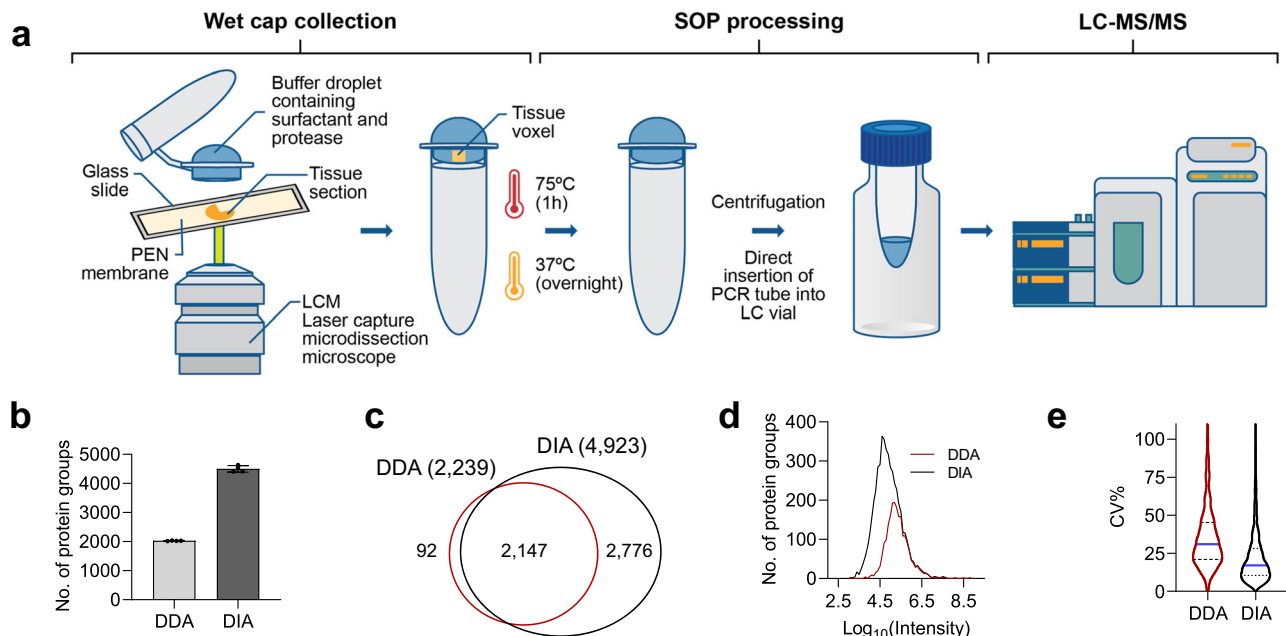 a
Wet cap collection
SOP processing
LC-MS/MS
Buffer droplet
containing
surfactant and
protease
Glass
slide
Tissue
section
PEN
membrane
LCM
Laser capture
microdissection
microscope
Tissue
voxel
75ºC
(1h)
37ºC
(overnight)
Centrifugation
Direct
insertion of
PCR tube into
LC vial
b
No. of protein groups
5000
4000
3000
2000
1000
0
DDA
DIA
c
DDA (2,239)
DIA (4,923)
92
2,147
2,776
d
No. of protein groups
400
300
200
100
0
DDA
DIA
2.5 4.5 6.5 8.5
Log10(Intensity)
e
CV%
100
75
50
25
0
DDA
DIA